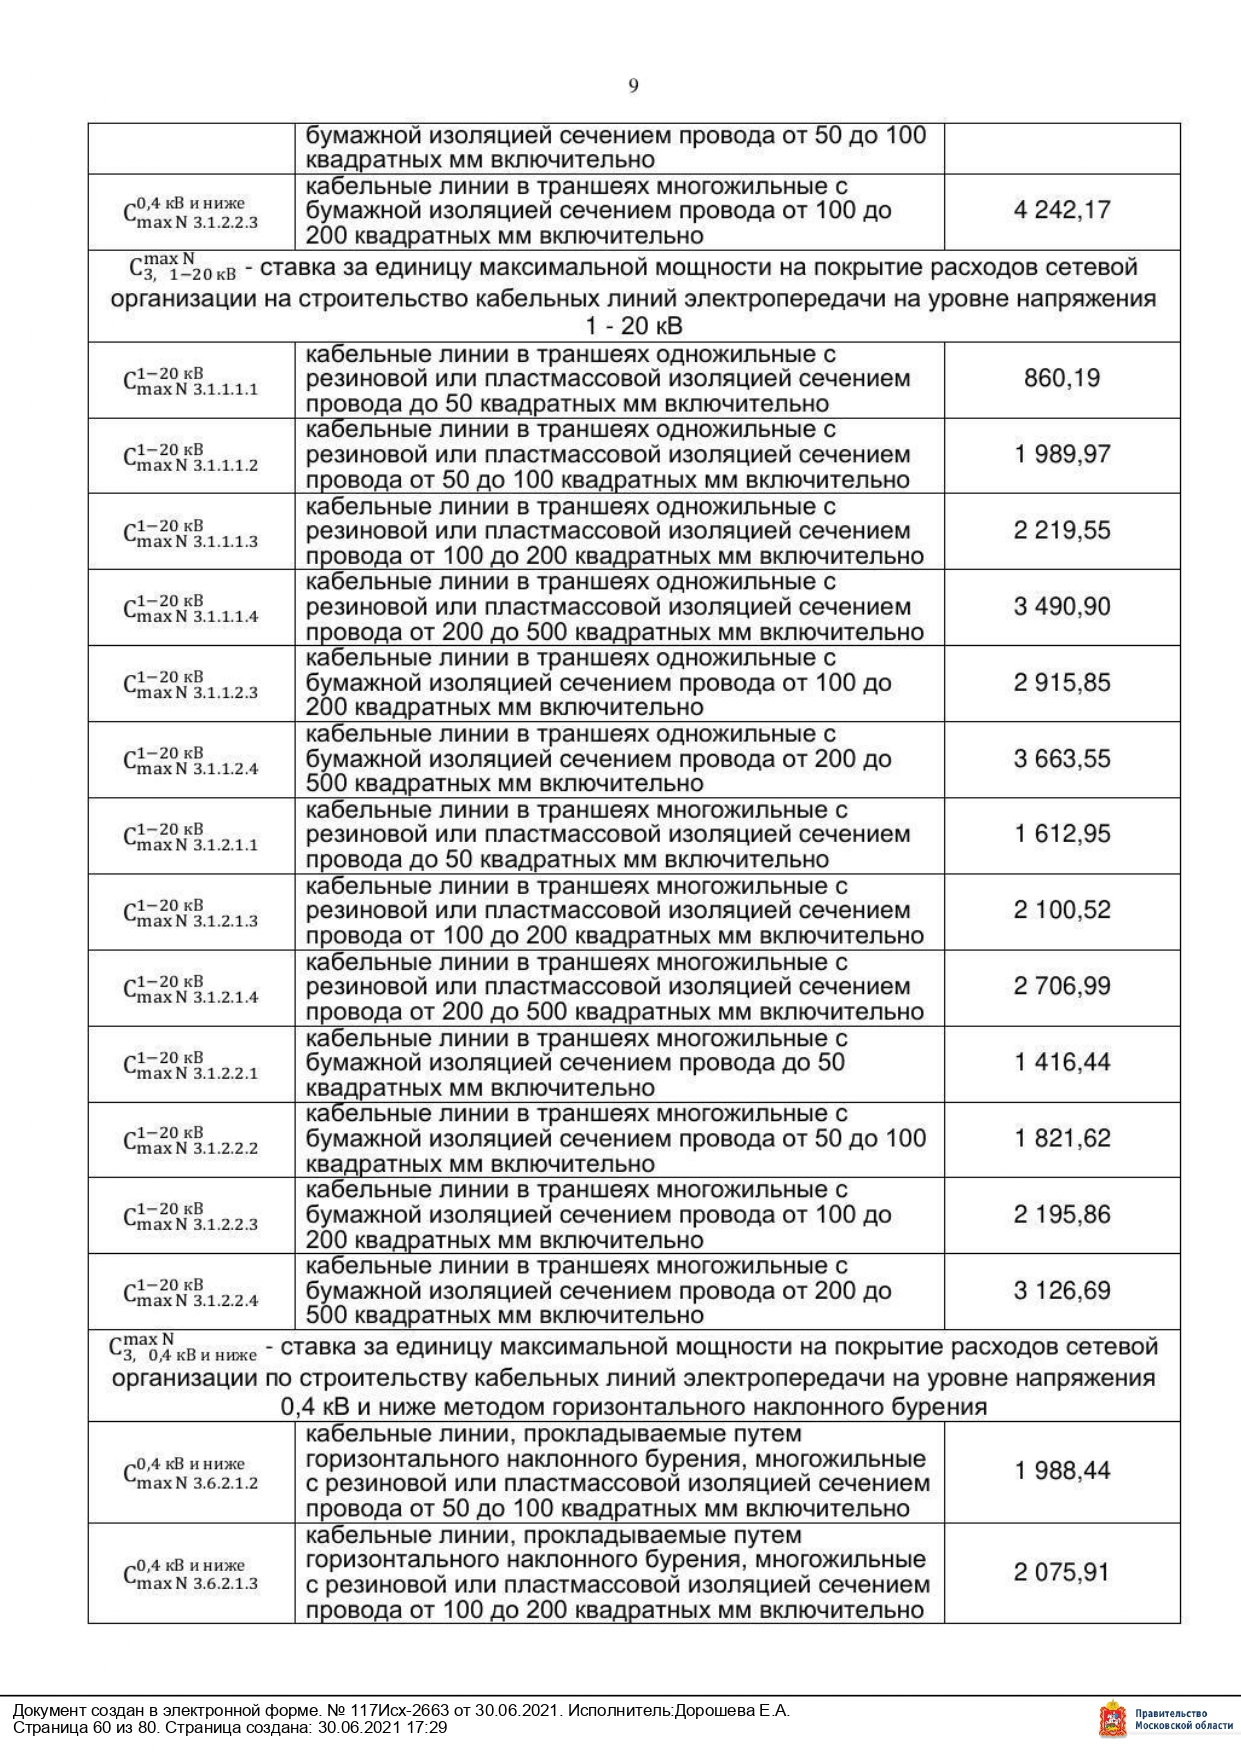 9
бумажной изоляцией сечением провода от 50 до 100
квадратных мм включительно
C 0,4 кВ и ниже max N 3.1.2.2.3
кабельные линии в траншеях многожильные с
бумажной изоляцией сечением провода от 100 до
200 квадратных мм включительно
4 242,17
C max N 3, 1−20 кВ - ставка за единицу максимальной мощности на покрытие расходов сетевой
организации на строительство кабельных линий электропередачи на уровне напряжения
1 - 20 кВ
C 1−20 кВ max N 3.1.1.1.1
кабельные линии в траншеях одножильные с
резиновой или пластмассовой изоляцией сечением
провода до 50 квадратных мм включительно
860,19
C 1−20 кВ max N 3.1.1.1.2
кабельные линии в траншеях одножильные с
резиновой или пластмассовой изоляцией сечением
провода от 50 до 100 квадратных мм включительно
1 989,97
C 1−20 кВ max N 3.1.1.1.3
кабельные линии в траншеях одножильные с
резиновой или пластмассовой изоляцией сечением
провода от 100 до 200 квадратных мм включительно
2 219,55
C 1−20 кВ max N 3.1.1.1.4
кабельные линии в траншеях одножильные с
резиновой или пластмассовой изоляцией сечением
провода от 200 до 500 квадратных мм включительно
3 490,90
C 1−20 кВ max N 3.1.1.2.3
кабельные линии в траншеях одножильные с
бумажной изоляцией сечением провода от 100 до
200 квадратных мм включительно
2 915,85
C 1−20 кВ max N 3.1.1.2.4
кабельные линии в траншеях одножильные с
бумажной изоляцией сечением провода от 200 до
500 квадратных мм включительно
3 663,55
C 1−20 кВ max N 3.1.2.1.1
кабельные линии в траншеях многожильные с
резиновой или пластмассовой изоляцией сечением
провода до 50 квадратных мм включительно
1 612,95
C 1−20 кВ max N 3.1.2.1.3
кабельные линии в траншеях многожильные с
резиновой или пластмассовой изоляцией сечением
провода от 100 до 200 квадратных мм включительно
2 100,52
C 1−20 кВ max N 3.1.2.1.4
кабельные линии в траншеях многожильные с
резиновой или пластмассовой изоляцией сечением
провода от 200 до 500 квадратных мм включительно
2 706,99
C 1−20 кВ max N 3.1.2.2.1
кабельные линии в траншеях многожильные с
бумажной изоляцией сечением провода до 50
квадратных мм включительно
1 416,44
C 1−20 кВ max N 3.1.2.2.2
кабельные линии в траншеях многожильные с
бумажной изоляцией сечением провода от 50 до 100
квадратных мм включительно
1 821,62
C 1−20 кВ max N 3.1.2.2.3
кабельные линии в траншеях многожильные с
бумажной изоляцией сечением провода от 100 до
200 квадратных мм включительно
2 195,86
C 1−20 кВ max N 3.1.2.2.4
кабельные линии в траншеях многожильные с
бумажной изоляцией сечением провода от 200 до
500 квадратных мм включительно
3 126,69
C max N 3, 0,4 кВ и ниже - ставка за единицу максимальной мощности на покрытие расходов сетевой
организации по строительству кабельных линий электропередачи на уровне напряжения
0,4 кВ и ниже методом горизонтального наклонного бурения
C 0,4 кВ и ниже max N 3.6.2.1.2
кабельные линии, прокладываемые путем
горизонтального наклонного бурения, многожильные
с резиновой или пластмассовой изоляцией сечением
провода от 50 до 100 квадратных мм включительно
1 988,44
C 0,4 кВ и ниже max N 3.6.2.1.3
кабельные линии, прокладываемые путем
горизонтального наклонного бурения, многожильные
с резиновой или пластмассовой изоляцией сечением
провода от 100 до 200 квадратных мм включительно
2 075,91
Документ создан в электронной форме. № 117Исх-2663 от 30.06.2021. Исполнитель:Дорошева Е.А.
Страница 60 из 80. Страница создана: 30.06.2021 17:29
Правительство
Московской области